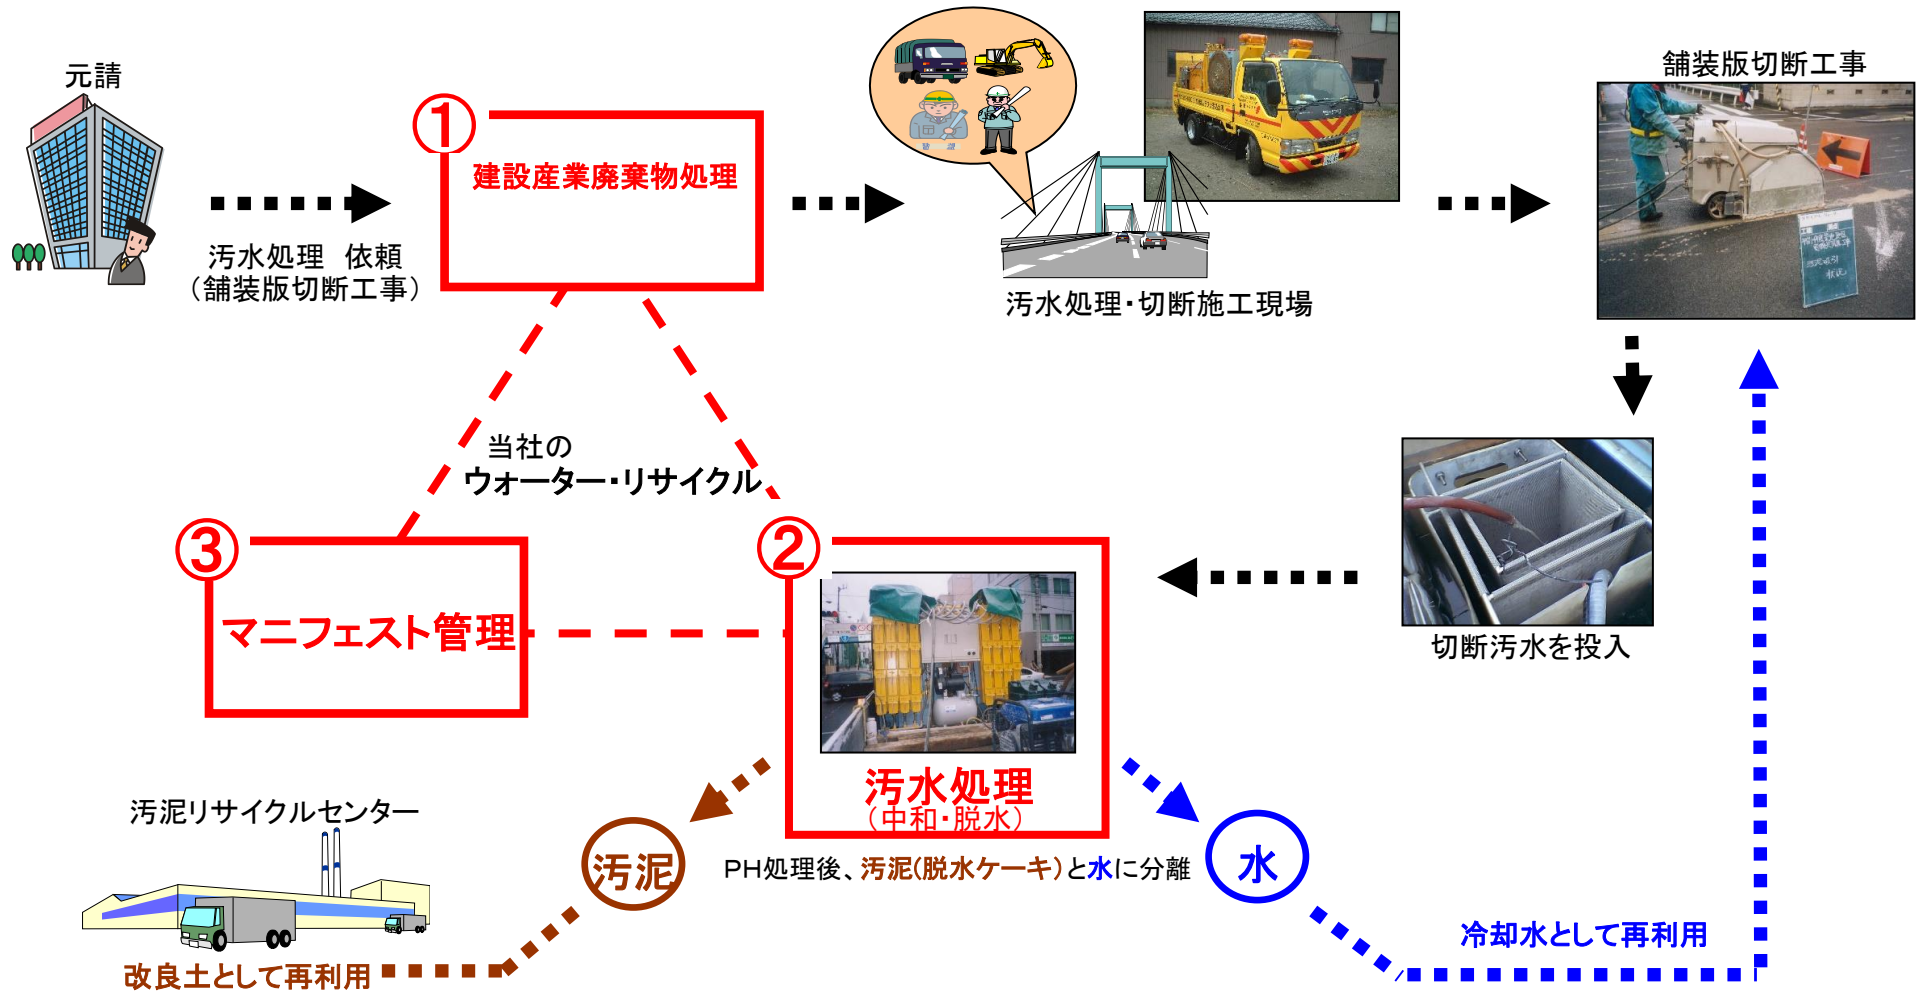 元請
汚水処理 依頼
（舗装版切断工事）
①
建設産業廃棄物処理
汚水処理・切断施工現場
舗装版切断工事
切断汚水を投入
当社の
ウォーター・リサイクル
②
汚水処理
（中和・脱水）
PH処理後、汚泥(脱水ケーキ)と水に分離
③
マニフェスト管理
汚泥
水
汚泥リサイクルセンター
改良土として再利用
冷却水として再利用